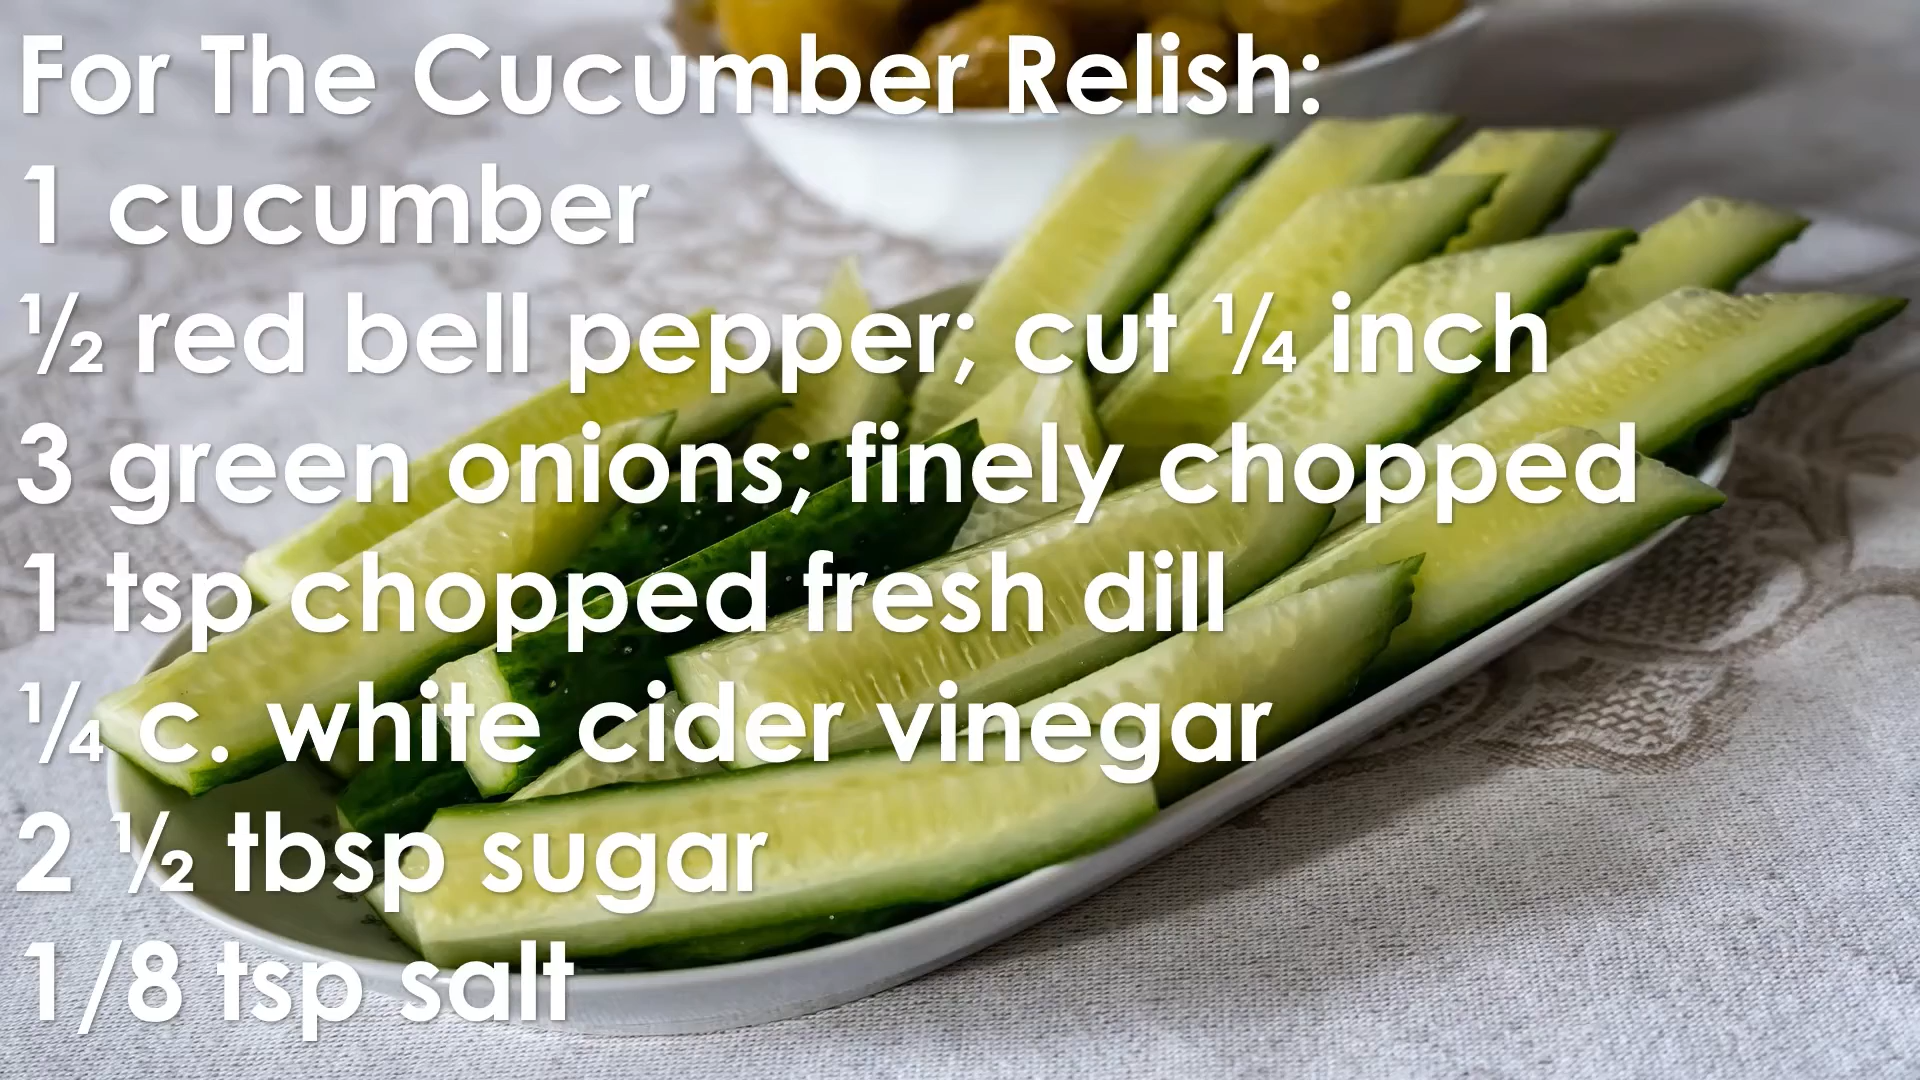 For The Cucumber Relish:
1 cucumber
½ red bell pepper; cut ¼ inch
3 green onions; finely chopped
1 tsp chopped fresh dill
¼ c. white cider vinegar
2 ½ tbsp sugar
1/8 tsp salt